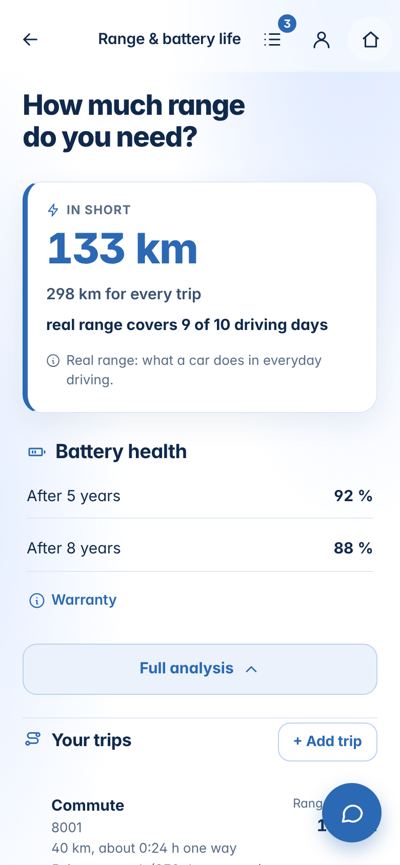 Range & battery life
3
How much range
do you need?
IN SHORT
133 km
298 km for every trip
real range covers 9 of 10 driving days
Real range: what a car does in everyday
driving.
Battery health
After 5 years 92 %
After 8 years 88 %
Warranty
Full analysis
Your trips
+ Add trip
Commute
8001
40 km, about 0:24 h one way